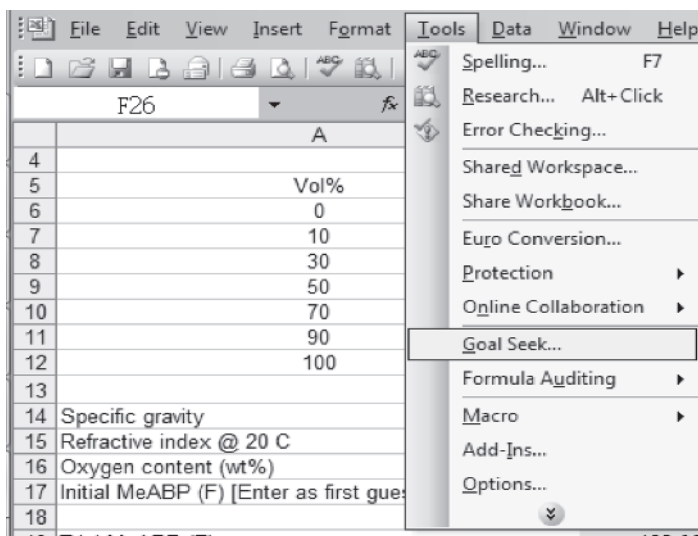 File Edit View Insert Format Tools Data Window Help
F26 fx
A
4
5 Vol%
6 0
7 10
8 30
9 50
10 70
11 90
12 100
13
14 Specific gravity
15 Refractive index @ 20 C
16 Oxygen content (wt%)
17 Initial MeABP (F) [Enter as first gues
18
Spelling... F7
Research... Alt+Click
Error Checking...
Shared Workspace...
Share Workbook...
Euro Conversion...
Protection
Online Collaboration
Goal Seek...
Formula Auditing
Macro
Add-Ins...
Options...